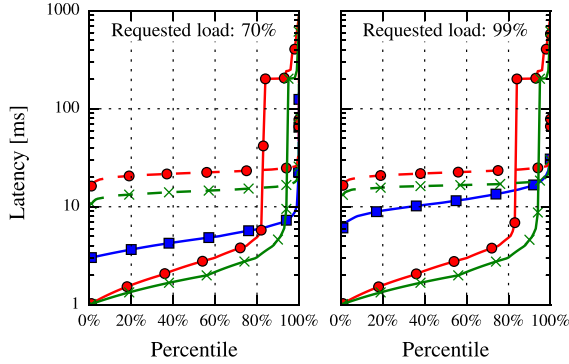 1000
100
10
1
Latency [ms]
Requested load: 70%
Requested load: 99%
0% 20% 40% 60% 80% 100%
0% 20% 40% 60% 80% 100%
Percentile
Percentile